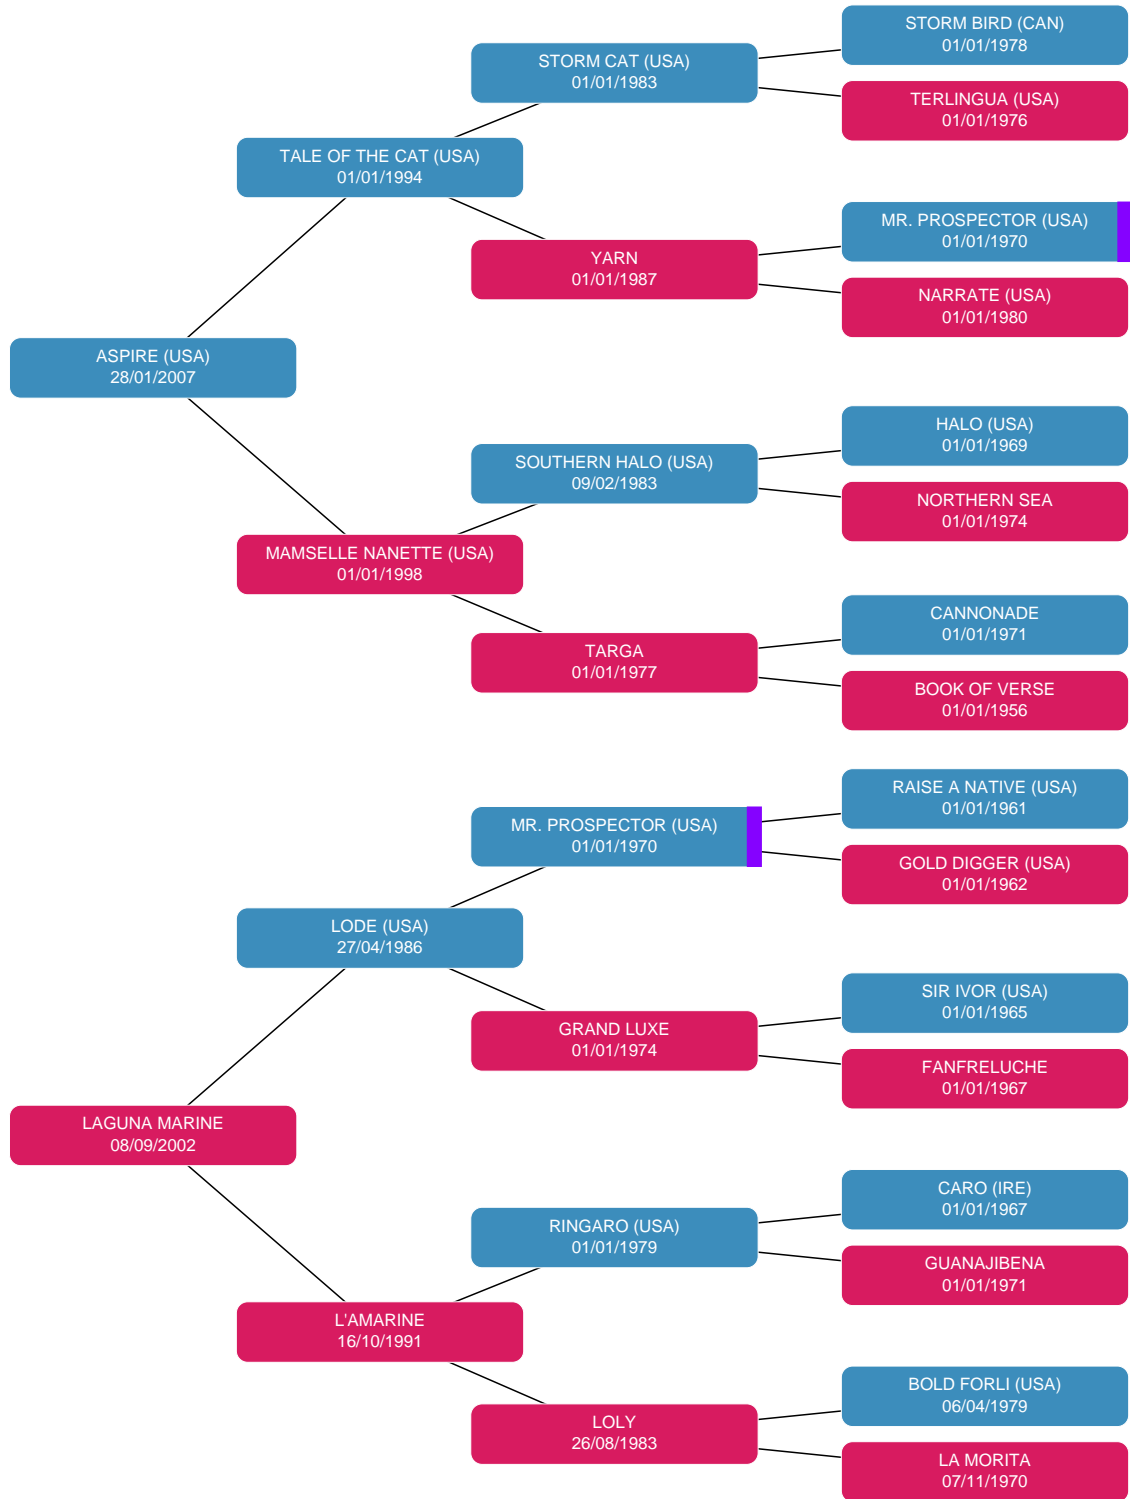 STORM BIRD (CAN)
01/01/1978
STORM CAT (USA)
01/01/1983
TERLINGUA (USA)
01/01/1976
TALE OF THE CAT (USA)
01/01/1994
MR. PROSPECTOR (USA)
01/01/1970
YARN
01/01/1987
NARRATE (USA)
01/01/1980
ASPIRE (USA)
28/01/2007
HALO (USA)
01/01/1969
SOUTHERN HALO (USA)
09/02/1983
NORTHERN SEA
01/01/1974
MAMSELLE NANETTE (USA)
01/01/1998
CANNONADE
01/01/1971
TARGA
01/01/1977
BOOK OF VERSE
01/01/1956
RAISE A NATIVE (USA)
01/01/1961
MR. PROSPECTOR (USA)
01/01/1970
GOLD DIGGER (USA)
01/01/1962
LODE (USA)
27/04/1986
SIR IVOR (USA)
01/01/1965
GRAND LUXE
01/01/1974
FANFRELUCHE
01/01/1967
LAGUNA MARINE
08/09/2002
CARO (IRE)
01/01/1967
RINGARO (USA)
01/01/1979
GUANAJIBENA
01/01/1971
L'AMARINE
16/10/1991
BOLD FORLI (USA)
06/04/1979
LOLY
26/08/1983
LA MORITA
07/11/1970